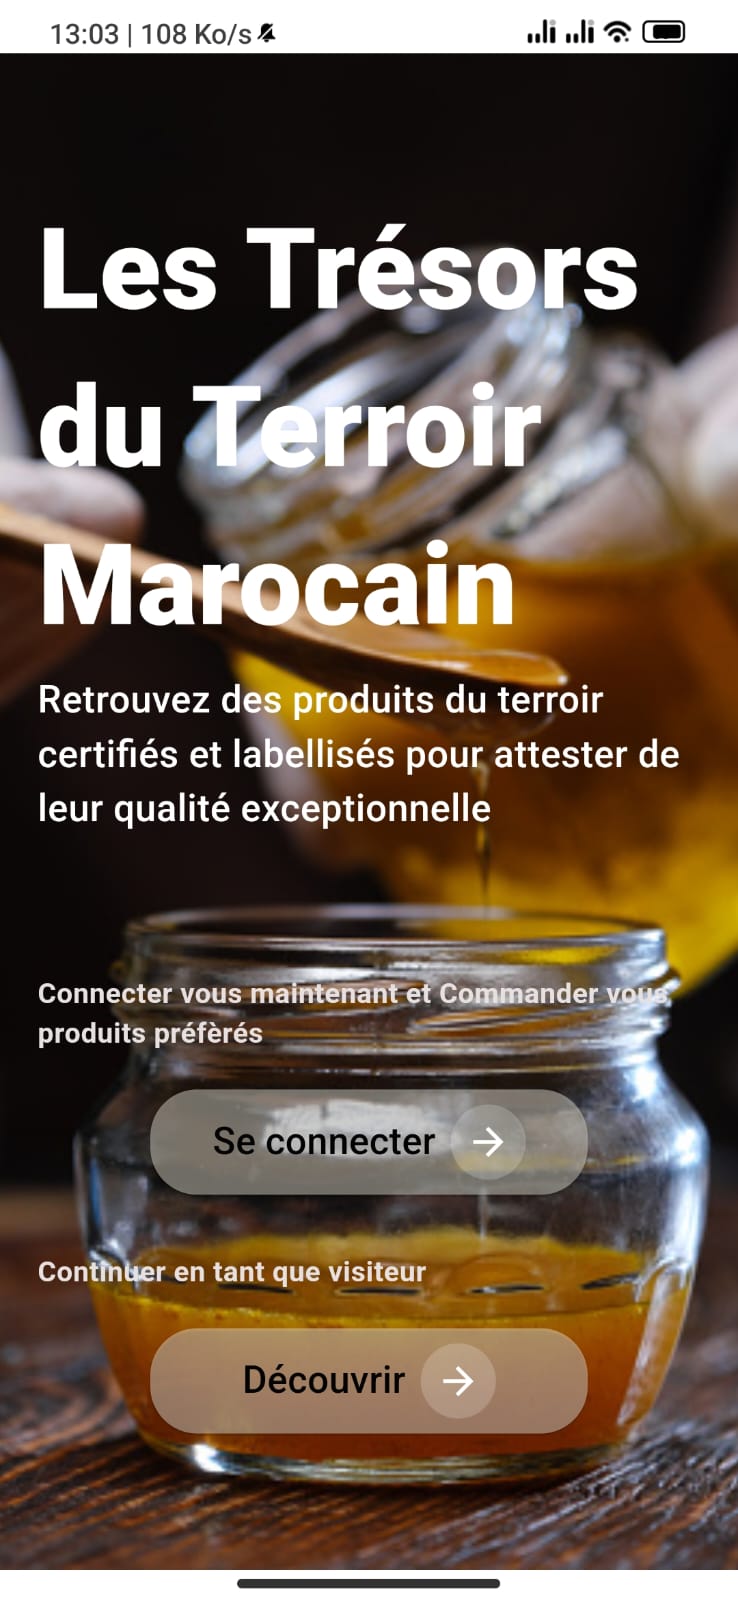 13:03 | 108 Ko/s
Les Trésors
du Terroir
Marocain
Retrouvez des produits du terroir
certifiés et labellisés pour attester de
leur qualité exceptionnelle
Connecter vous maintenant et Commander vous
produits préfèrés
Se connecter
Continuer en tant que visiteur
Découvrir